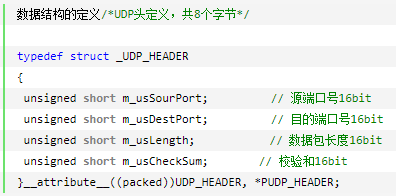 数据结构的定义/*UDP头定义，共8个字节*/
typedef struct _UDP_HEADER
{
unsigned short m_usSourPort; // 源端口号16bit
unsigned short m_usDestPort; // 目的端口号16bit
unsigned short m_usLength; // 数据包长度16bit
unsigned short m_usCheckSum; // 校验和16bit
}__attribute__((packed))UDP_HEADER, *PUDP_HEADER;